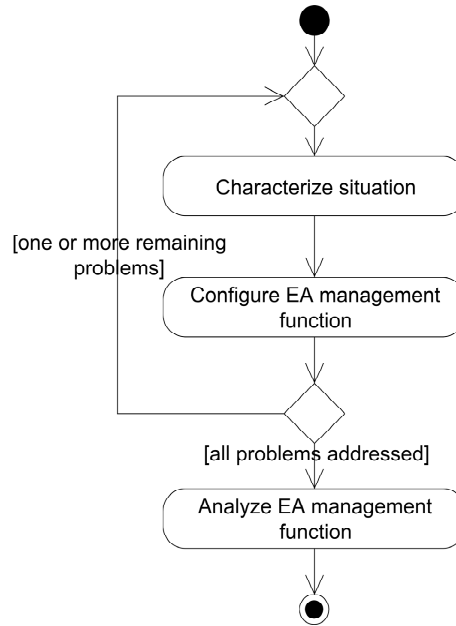 Characterize situation
[one or more remaining
problems]
Configure EA management
function
[all problems addressed]
Analyze EA management
function